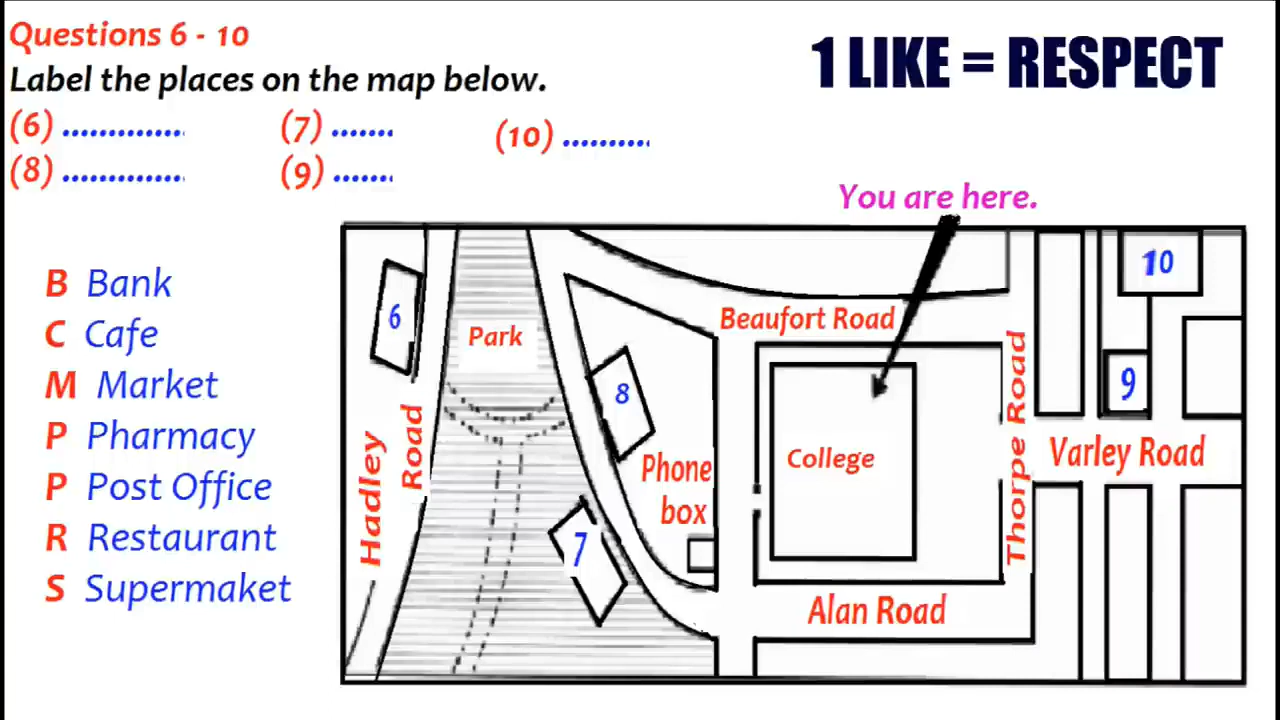 Questions 6 - 10
1 LIKE = RESPECT
Label the places on the map below.
(6) .............. (7) ....... (10) ..........
(8) .............. (9) .......
You are here.
B Bank
C Cafe
M Market
P Pharmacy
P Post Office
R Restaurant
S Supermaket
6
Park
Beaufort Road
10
8
9
Hadley
Road
Phone
box
College
Thorpe Road
Varley Road
7
Alan Road